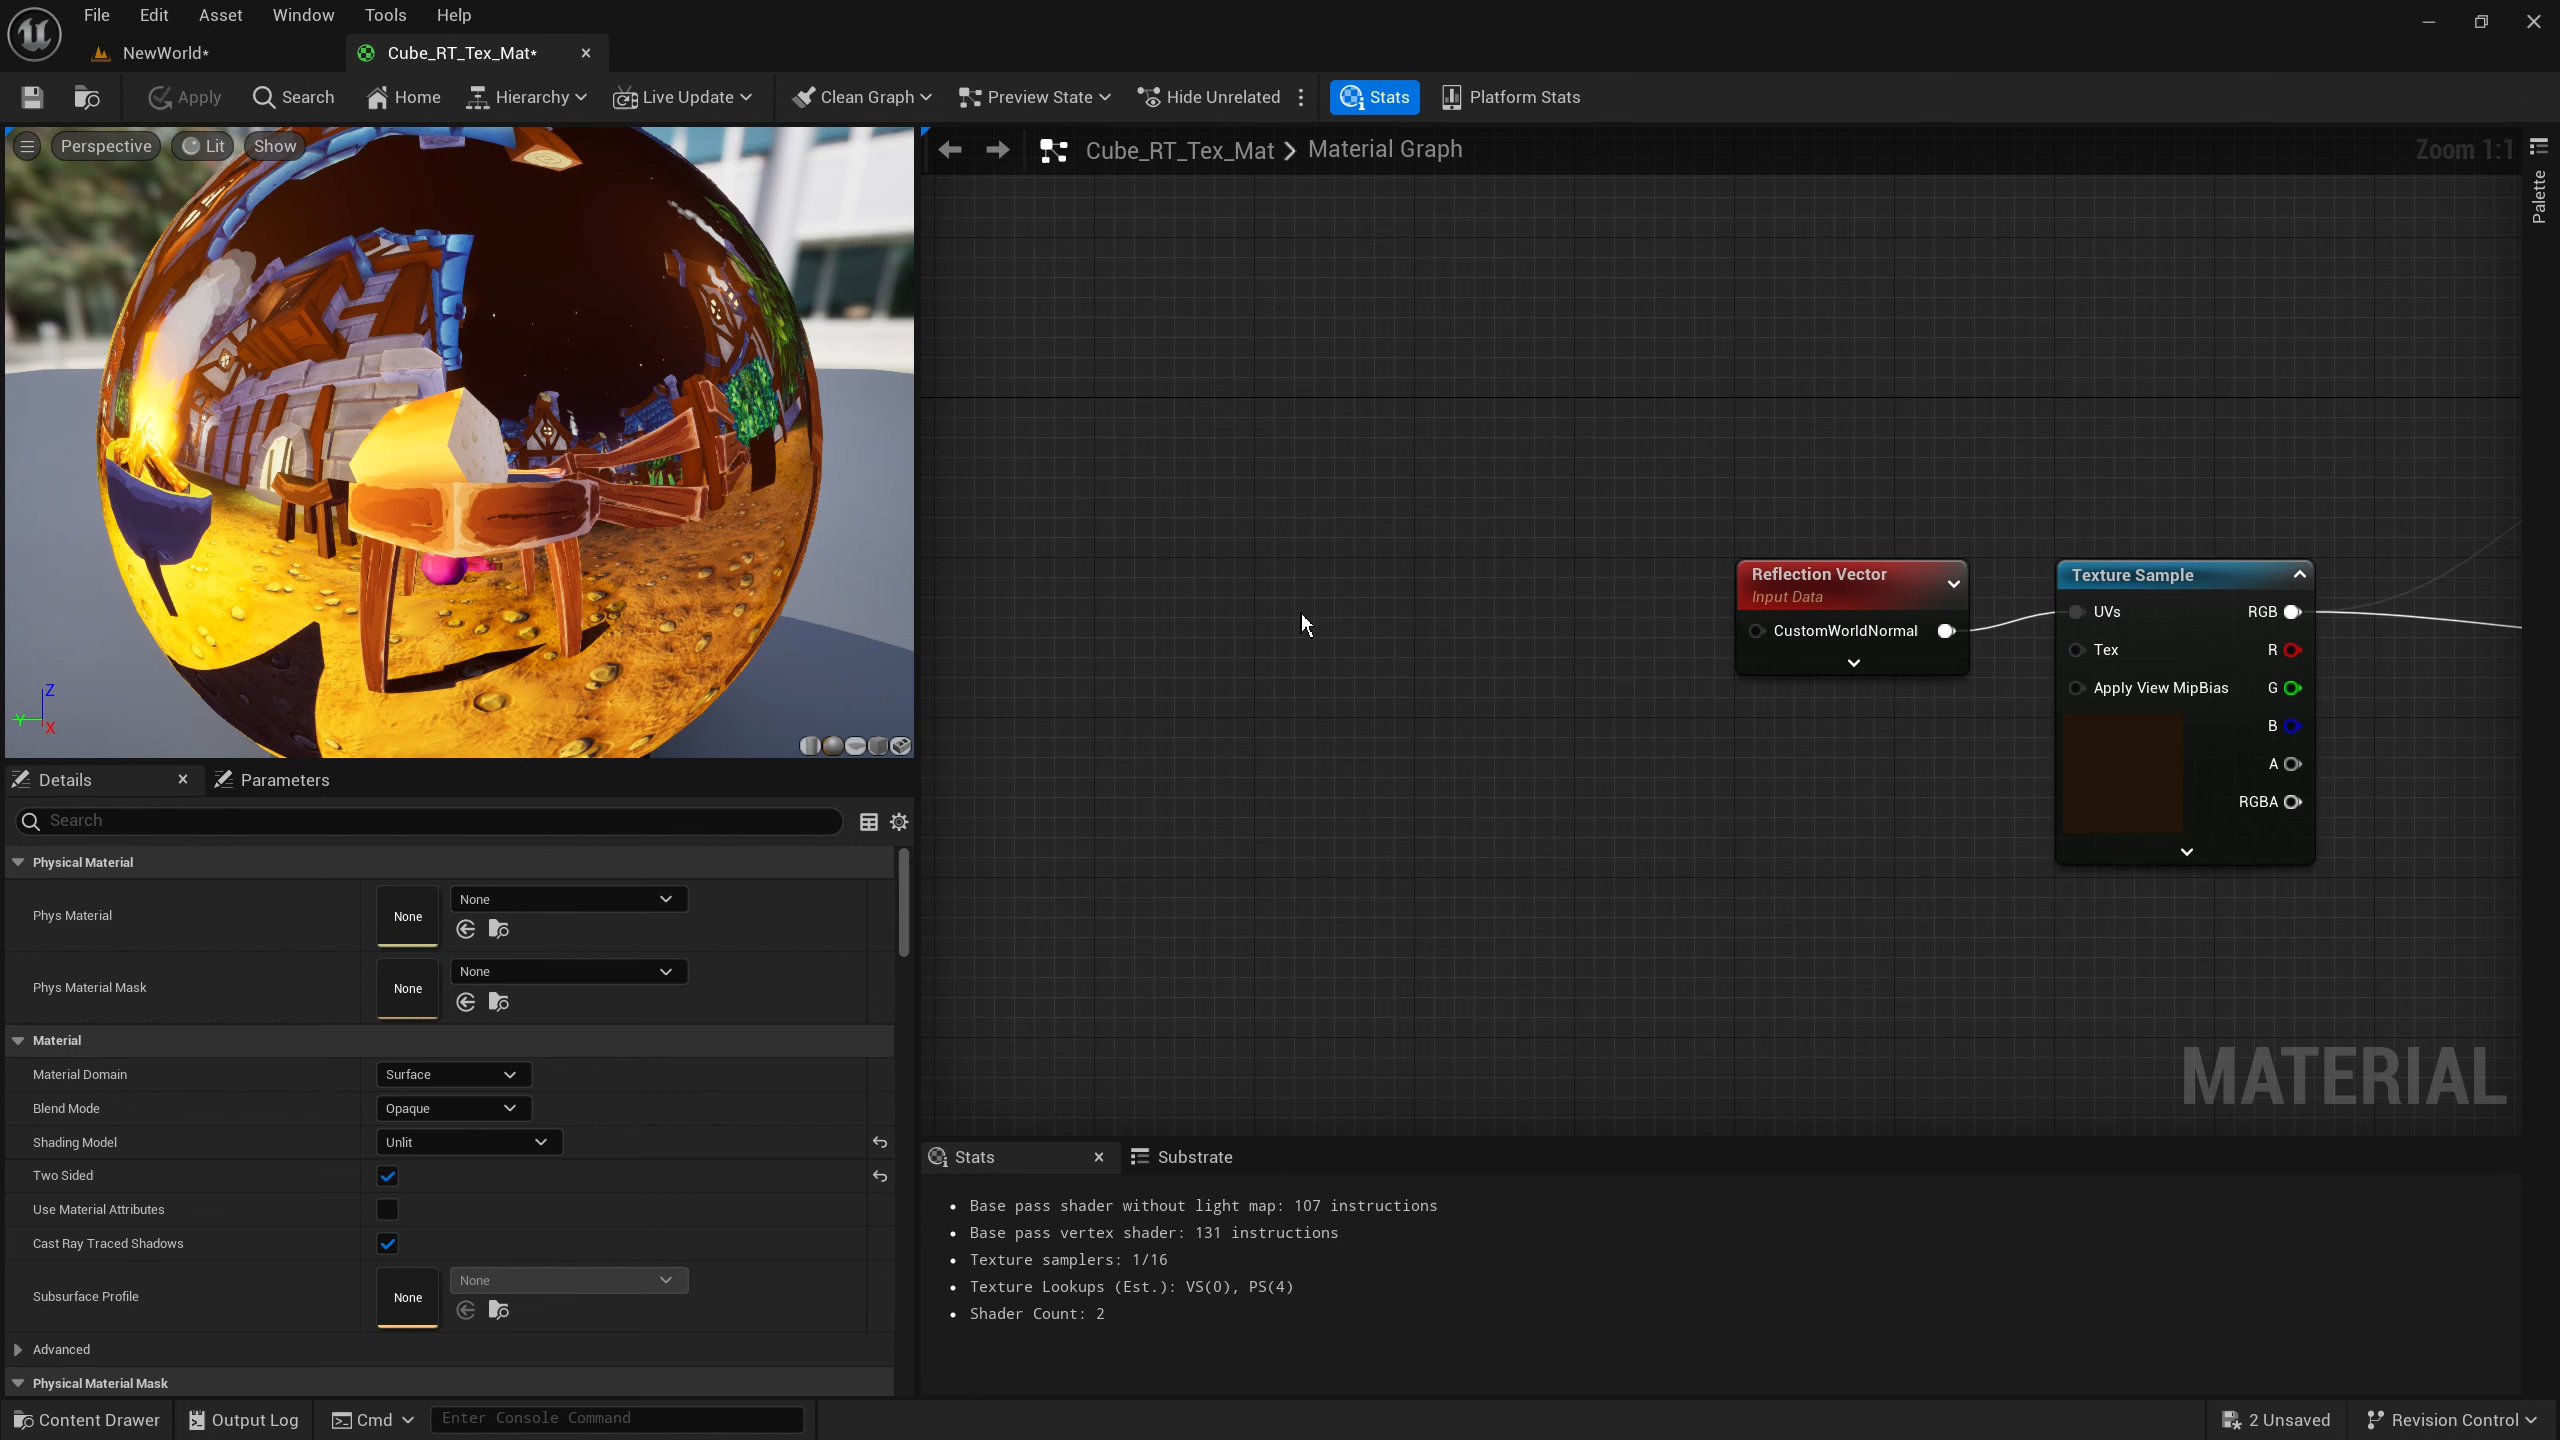 File Edit Asset Window Tools Help
NewWorld*
Cube_RT_Tex_Mat*
Apply Search Home Hierarchy Live Update Clean Graph Preview State Hide Unrelated Stats Platform Stats
Perspective Lit Show
Cube_RT_Tex_Mat > Material Graph
Zoom 1:1
Palette
Reflection Vector
Input Data
CustomWorldNormal
Texture Sample
UVs RGB
Tex R
Apply View MipBias G
B
A
RGBA
MATERIAL
Z
Y
X
Details Parameters
Search
Physical Material
Phys Material
None
None
Phys Material Mask
None
None
Material
Material Domain Surface
Blend Mode Opaque
Shading Model Unlit
Two Sided
Use Material Attributes
Cast Ray Traced Shadows
Subsurface Profile
None
None
Advanced
Physical Material Mask
Stats Substrate
• Base pass shader without light map: 107 instructions
• Base pass vertex shader: 131 instructions
• Texture samplers: 1/16
• Texture Lookups (Est.): VS(0), PS(4)
• Shader Count: 2
Content Drawer Output Log Cmd Enter Console Command 2 Unsaved Revision Control